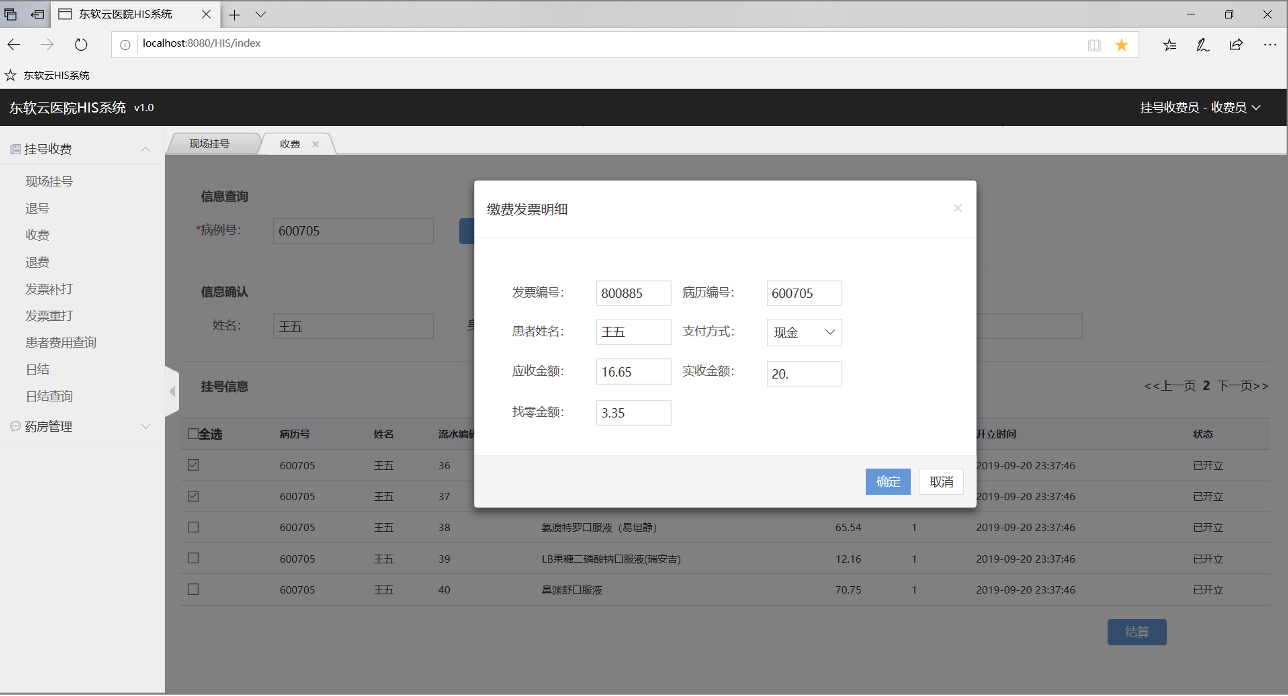 东软云医院HIS系统
localhost:8080/HIS/index
东软云HIS系统
东软云医院HIS系统 v1.0
挂号收费员 - 收费员
挂号收费
现场挂号
退号
收费
退费
发票补打
发票重打
患者费用查询
日结
日结查询
药房管理
现场挂号 收费
信息查询
*病例号： 600705
信息确认
姓名： 王五
挂号信息
<<上一页 2 下一页>>
缴费发票明细
发票编号： 800885 病历编号： 600705
患者姓名： 王五 支付方式： 现金
应收金额： 16.65 实收金额： 20.
找零金额： 3.35
确定 取消
全选 病历号 姓名 流水编码 开立时间 状态
600705 王五 36 2019-09-20 23:37:46 已开立
600705 王五 37 2019-09-20 23:37:46 已开立
600705 王五 38 氨溴特罗口服液（易坦静） 65.54 1 2019-09-20 23:37:46 已开立
600705 王五 39 LB果糖二磷酸钠口服液(瑞安吉) 12.16 1 2019-09-20 23:37:46 已开立
600705 王五 40 鼻渊舒口服液 70.75 1 2019-09-20 23:37:46 已开立
结算